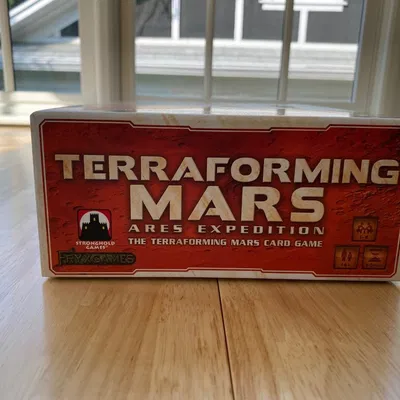 TERRAFORMING
MARS
ARES EXPEDITION
THE TERRAFORMING MARS CARD GAME
STRONGHOLD
GAMES
FRYXGAMES